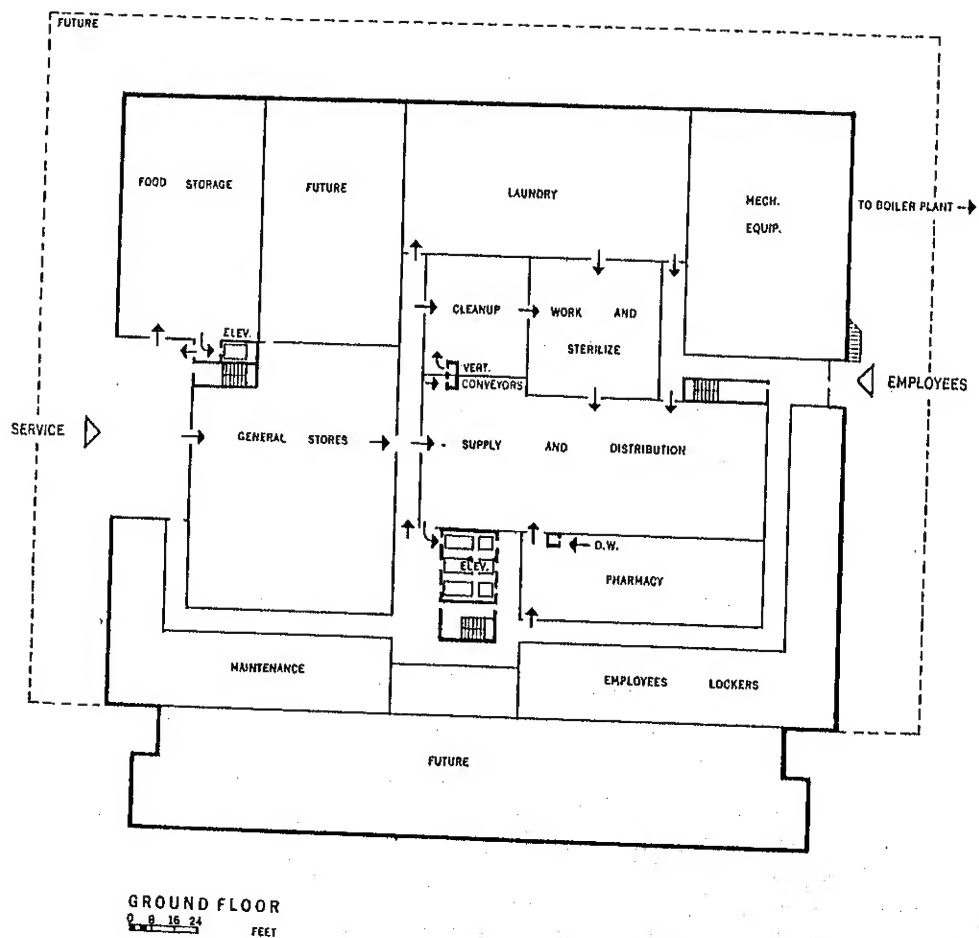 FUTURE
FOOD STORAGE
FUTURE
LAUNDRY
MECH.
EQUIP.
TO BOILER PLANT
ELEV.
CLEANUP
WORK AND
STERILIZE
VERT.
CONVEYORS
EMPLOYEES
SERVICE
GENERAL STORES
SUPPLY AND DISTRIBUTION
ELEV.
D.W.
PHARMACY
MAINTENANCE
EMPLOYEES LOCKERS
FUTURE
GROUND FLOOR
0 8 16 24
FEET